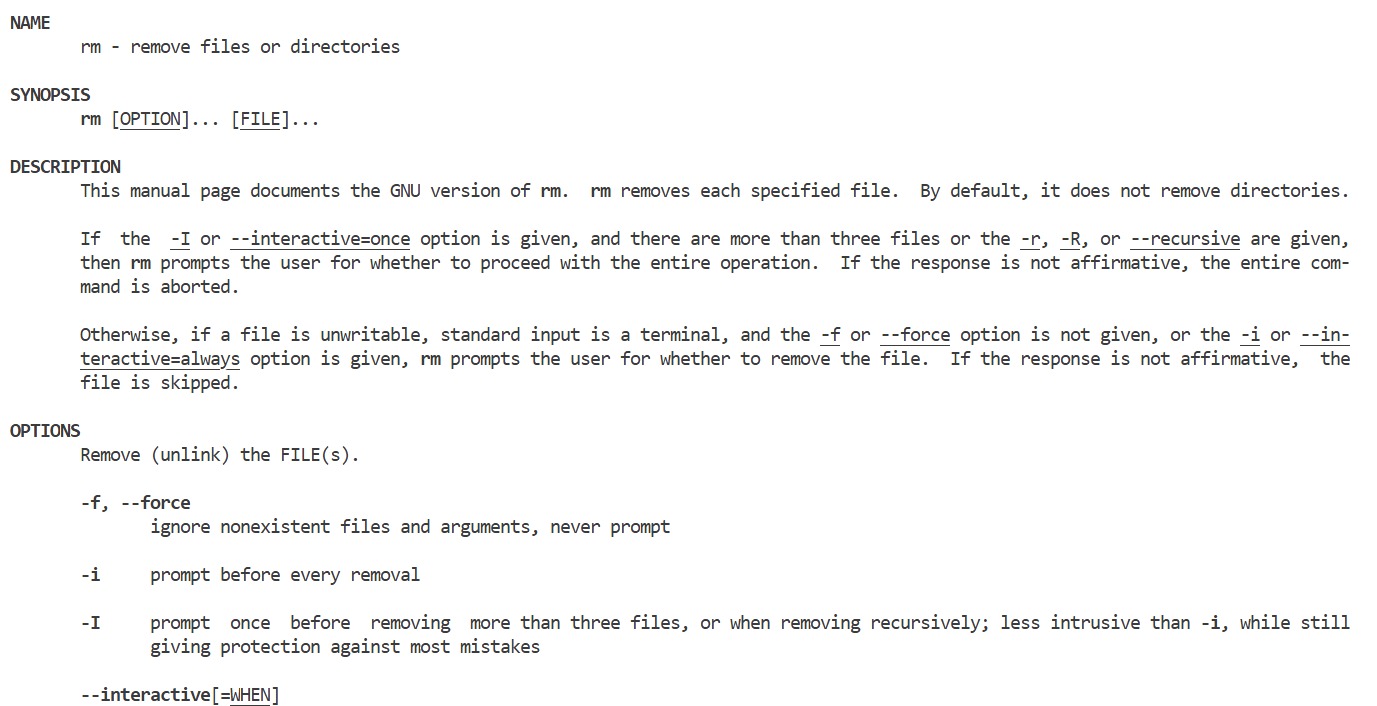 NAME
rm - remove files or directories
SYNOPSIS
rm [OPTION]... [FILE]...
DESCRIPTION
This manual page documents the GNU version of rm.  rm removes each specified file.  By default, it does not remove directories.
If  the  -I or --interactive=once option is given, and there are more than three files or the -r, -R, or --recursive are given,
then rm prompts the user for whether to proceed with the entire operation.  If the response is not affirmative, the entire com-
mand is aborted.
Otherwise, if a file is unwritable, standard input is a terminal, and the -f or --force option is not given, or the -i or --in-
teractive=always option is given, rm prompts the user for whether to remove the file.  If the response is not affirmative,  the
file is skipped.
OPTIONS
Remove (unlink) the FILE(s).
-f, --force
ignore nonexistent files and arguments, never prompt
-i     prompt before every removal
-I     prompt  once  before  removing  more than three files, or when removing recursively; less intrusive than -i, while still
giving protection against most mistakes
--interactive[=WHEN]